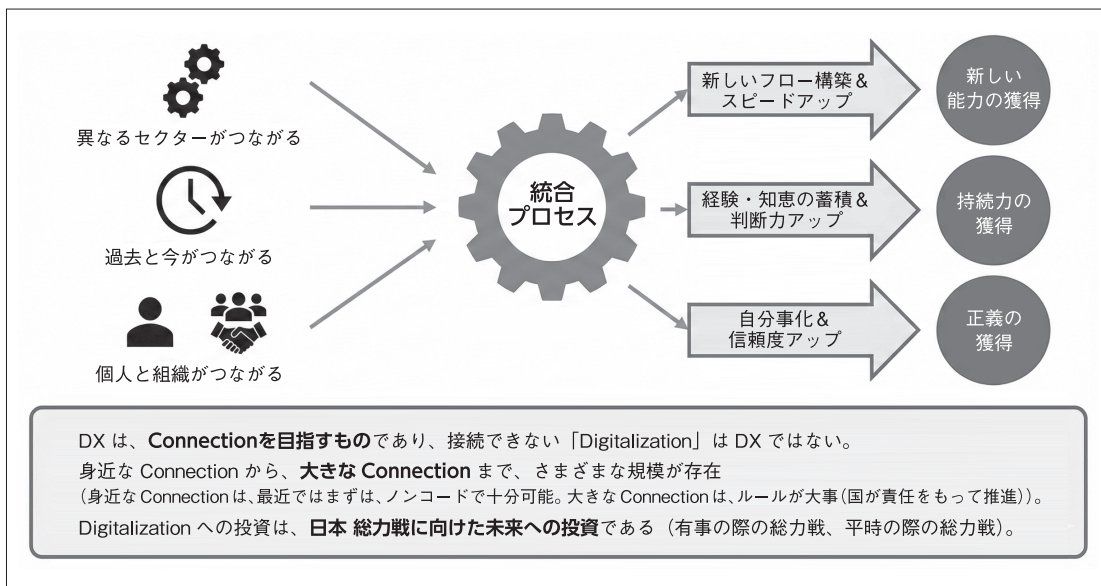 異なるセクターがつながる
過去と今がつながる
個人と組織がつながる
統合
プロセス
新しいフロー構築&
スピードアップ
新しい
能力の獲得
経験・知恵の蓄積&
判断力アップ
持続力の
獲得
自分事化&
信頼度アップ
正義の
獲得
DX は、Connectionを目指すものであり、接続できない「Digitalization」は DX ではない。
身近な Connection から、大きな Connection まで、さまざまな規模が存在
(身近な Connection は、最近ではまずは、ノンコードで十分可能。大きな Connection は、ルールが大事(国が責任をもって推進))。
Digitalization への投資は、日本 総力戦に向けた未来への投資である(有事の際の総力戦、平時の際の総力戦)。